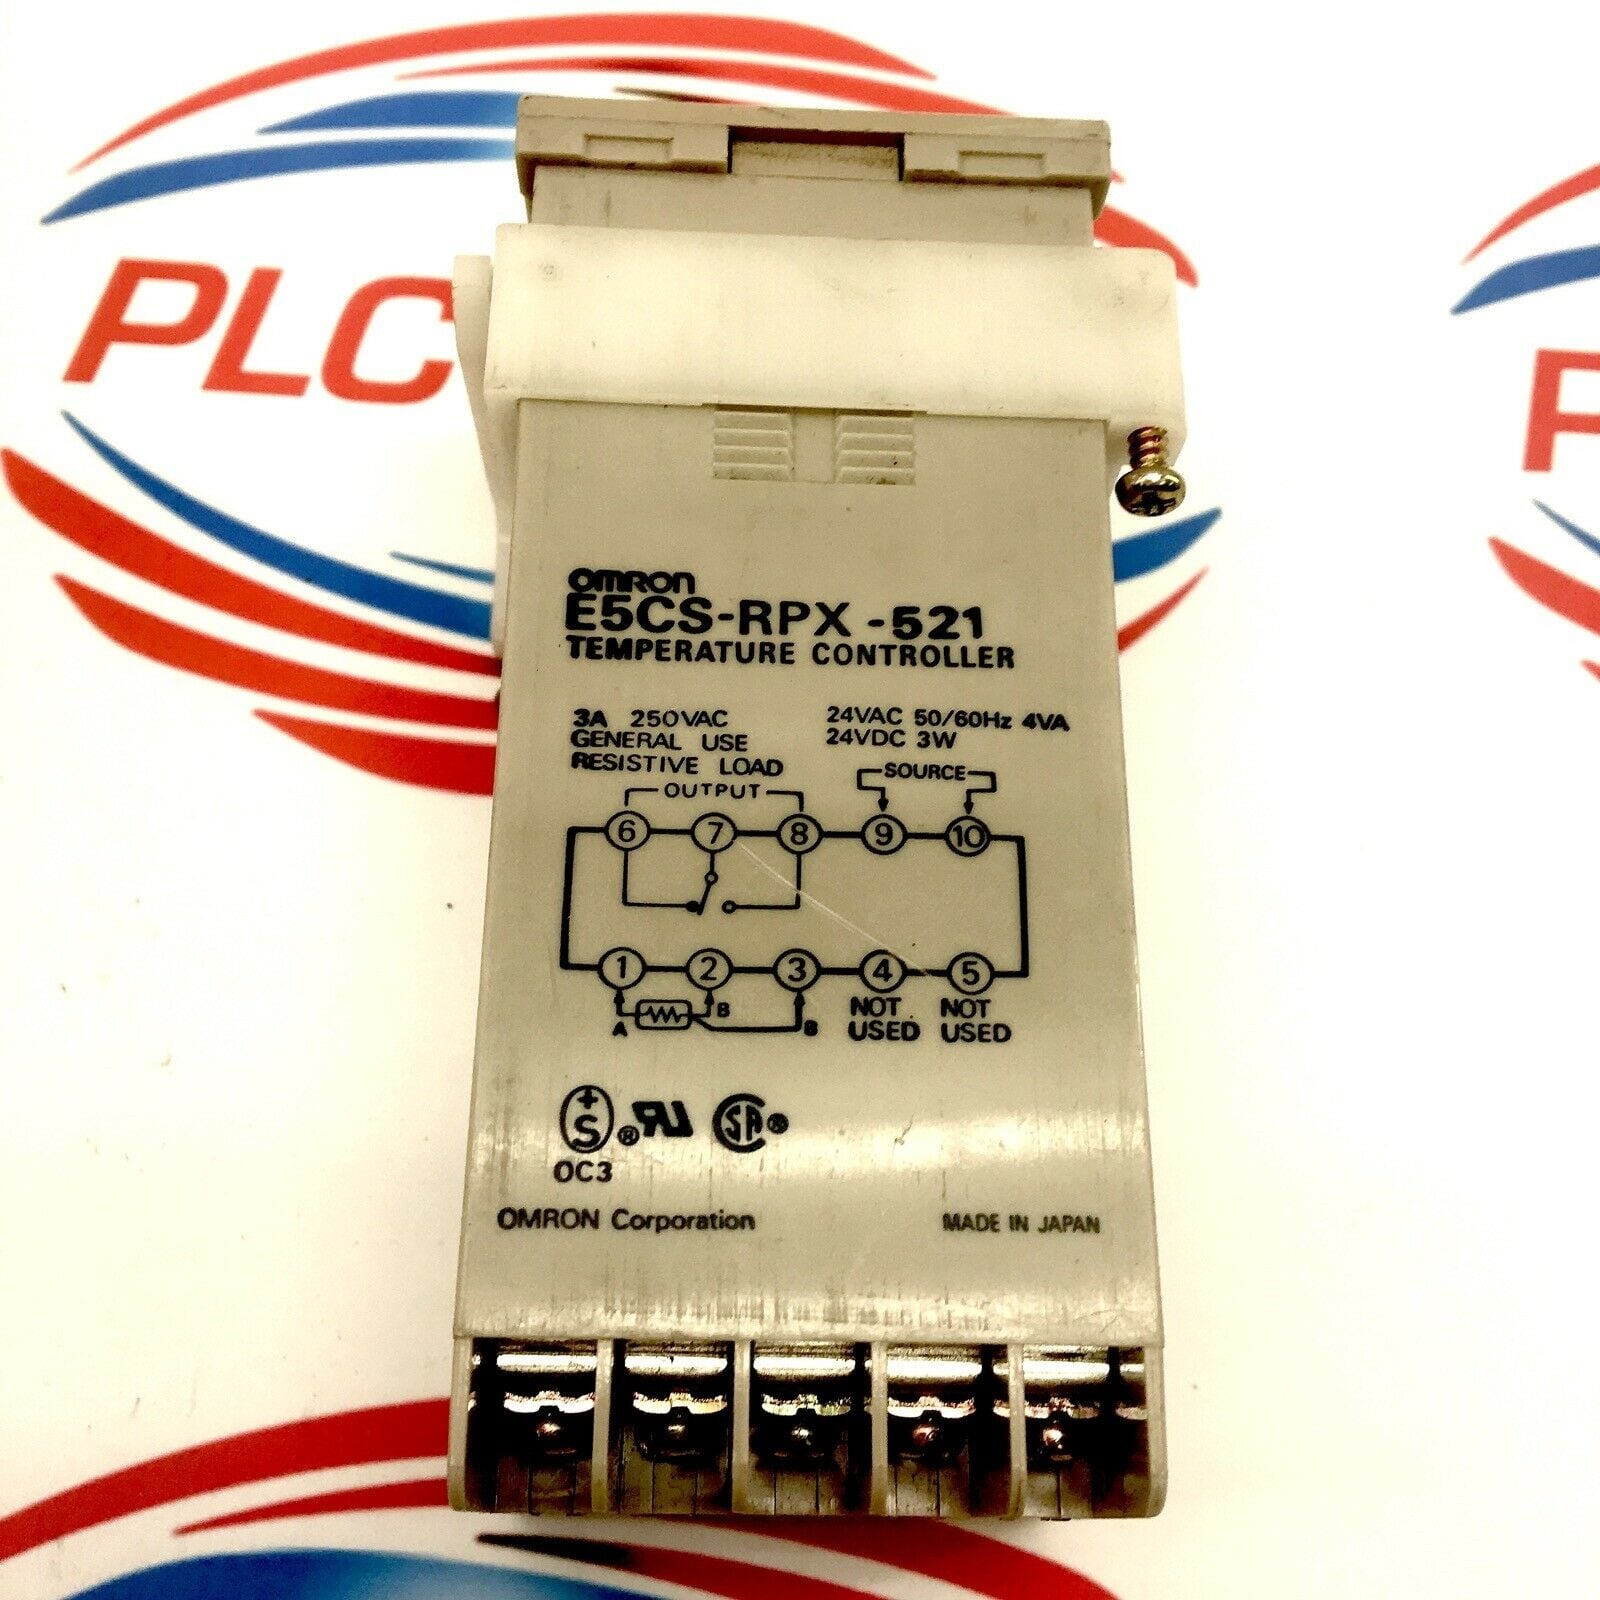 PLC
P
OMRON
E5CS-RPX -521
TEMPERATURE CONTROLLER
3A 250VAC
GENERAL USE
RESISTIVE LOAD
24VAC 50/60Hz 4VA
24VDC 3W
SOURCE
OUTPUT
6 7 8 9 10
1 2 3 4 5
A B B
NOT USED
NOT USED
+S® RU SA®
OC3
OMRON Corporation
MADE IN JAPAN